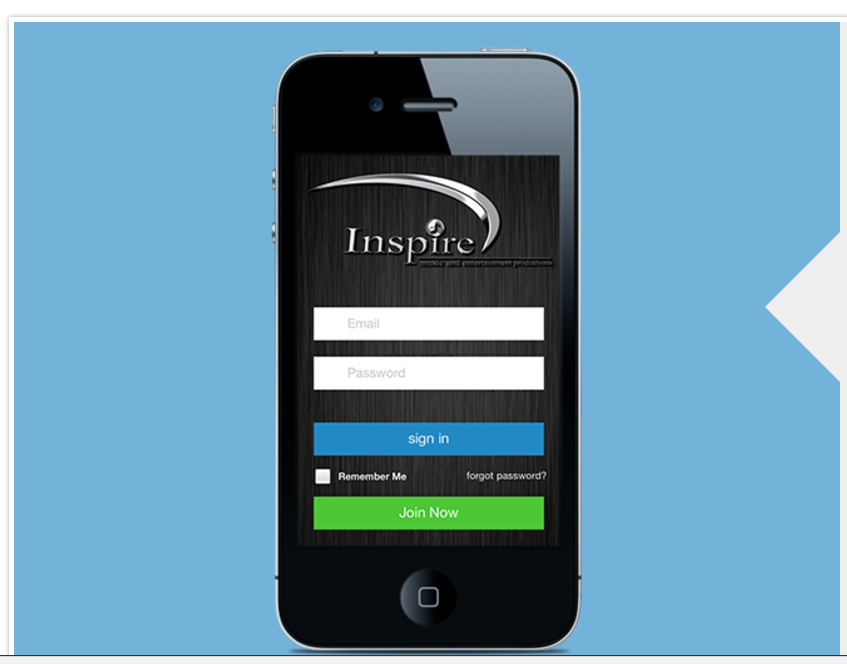 Inspire
music and entertainment productions
Email
Password
sign in
Remember Me
forgot password?
Join Now